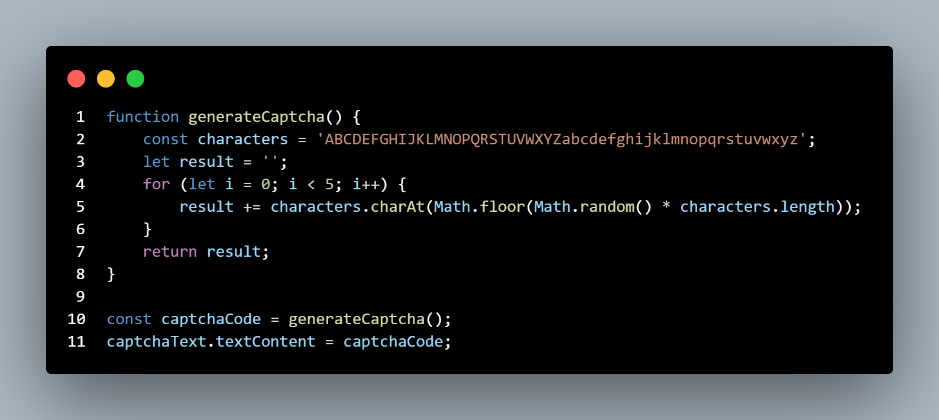 1 function generateCaptcha() {
2     const characters = 'ABCDEFGHIJKLMNOPQRSTUVWXYZabcdefghijklmnopqrstuvwxyz';
3     let result = '';
4     for (let i = 0; i < 5; i++) {
5         result += characters.charAt(Math.floor(Math.random() * characters.length));
6     }
7     return result;
8 }
9
10 const captchaCode = generateCaptcha();
11 captchaText.textContent = captchaCode;